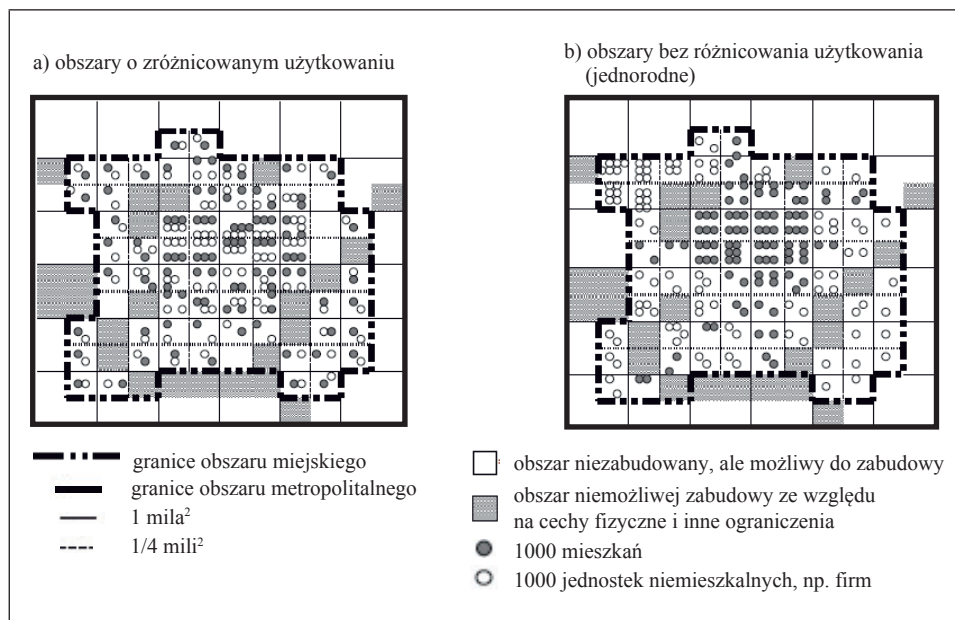 a) obszary o zróżnicowanym użytkowaniu
b) obszary bez różnicowania użytkowania
(jednorodne)
granice obszaru miejskiego
granice obszaru metropolitalnego
1 mila²
1/4 mili²
obszar niezabudowany, ale możliwy do zabudowy
obszar niemożliwej zabudowy ze względu
na cechy fizyczne i inne ograniczenia
1000 mieszkań
1000 jednostek niemieszkalnych, np. firm